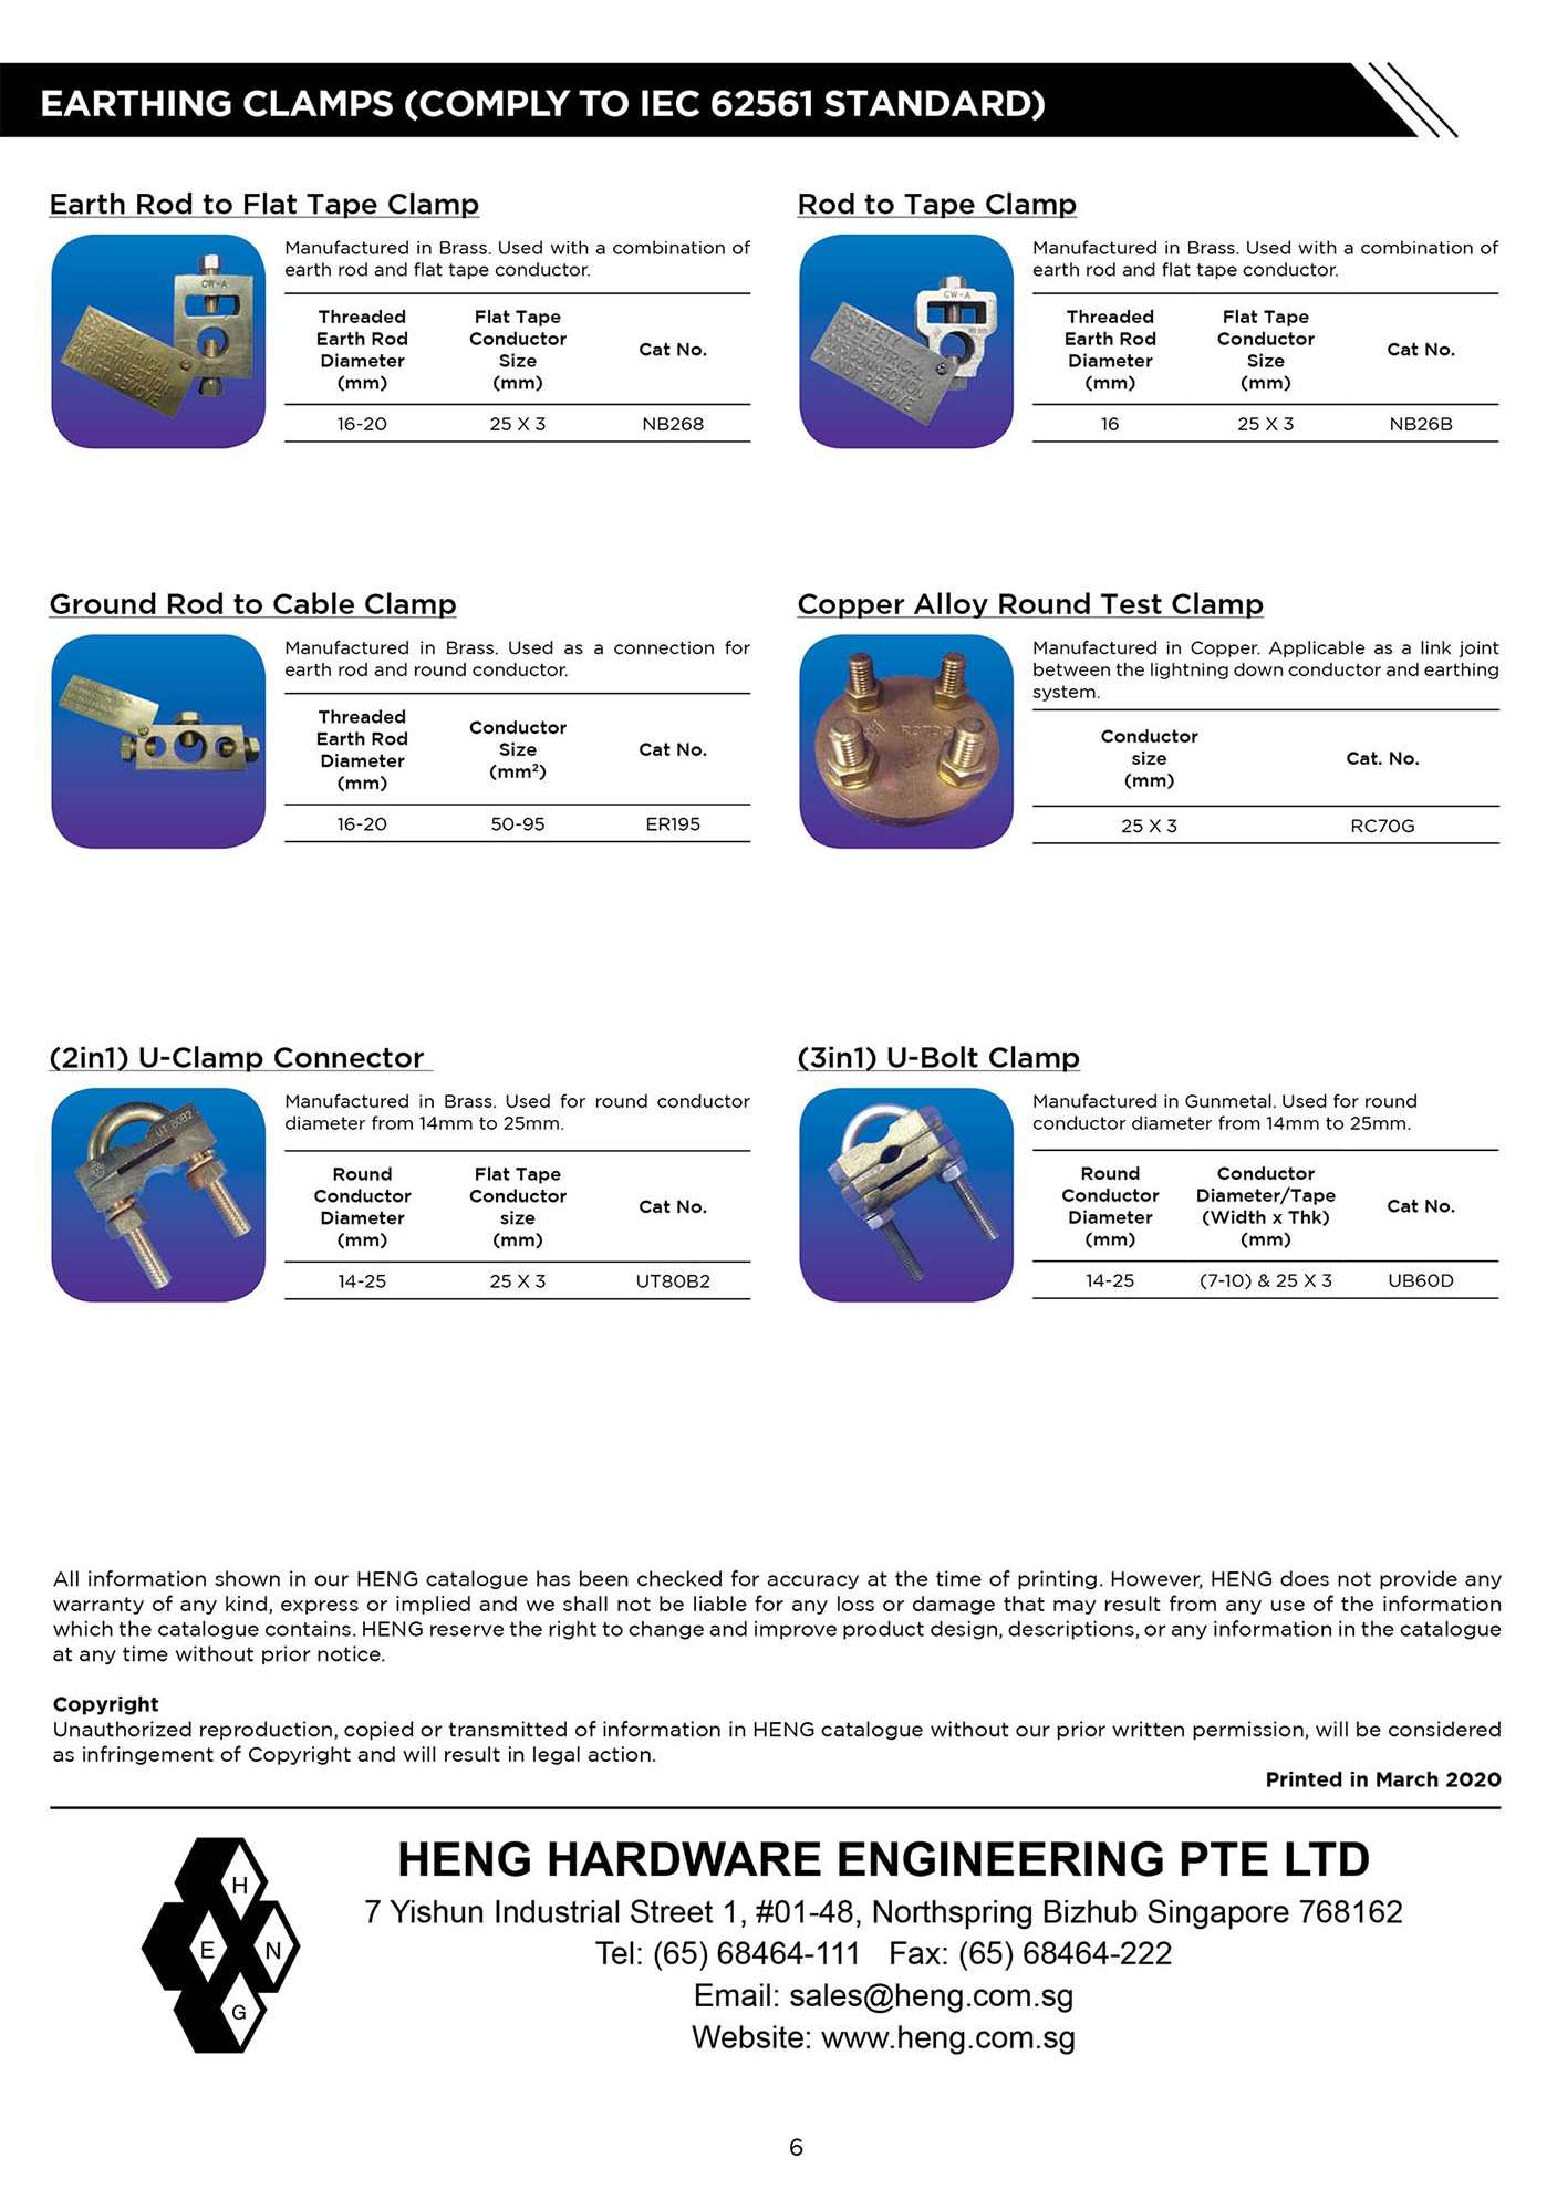 EARTHING CLAMPS (COMPLY TO IEC 62561 STANDARD)
Earth Rod to Flat Tape Clamp
CW-A
SAFETY
ELECTRICAL
CONNECTION
DO NOT REMOVE
Manufactured in Brass. Used with a combination of
earth rod and flat tape conductor.
Threaded
Earth Rod
Diameter
(mm)
Flat Tape
Conductor
Size
(mm)
Cat No.
16-20 25 X 3 NB268
Rod to Tape Clamp
CW-A
SAFETY
ELECTRICAL
CONNECTION
NOT REMOVE
Manufactured in Brass. Used with a combination of
earth rod and flat tape conductor.
Threaded
Earth Rod
Diameter
(mm)
Flat Tape
Conductor
Size
(mm)
Cat No.
16 25 X 3 NB26B
Ground Rod to Cable Clamp
Manufactured in Brass. Used as a connection for
earth rod and round conductor.
Threaded
Earth Rod
Diameter
(mm)
Conductor
Size
(mm²)
Cat No.
16-20 50-95 ER195
Copper Alloy Round Test Clamp
Manufactured in Copper. Applicable as a link joint
between the lightning down conductor and earthing
system.
Conductor
size
(mm)
Cat. No.
25 X 3 RC70G
(2in1) U-Clamp Connector
UT 80B2
Manufactured in Brass. Used for round conductor
diameter from 14mm to 25mm.
Round
Conductor
Diameter
(mm)
Flat Tape
Conductor
size
(mm)
Cat No.
14-25 25 X 3 UT80B2
(3in1) U-Bolt Clamp
Manufactured in Gunmetal. Used for round
conductor diameter from 14mm to 25mm.
Round
Conductor
Diameter
(mm)
Conductor
Diameter/Tape
(Width x Thk)
(mm)
Cat No.
14-25 (7-10) & 25 X 3 UB60D
All information shown in our HENG catalogue has been checked for accuracy at the time of printing. However, HENG does not provide any
warranty of any kind, express or implied and we shall not be liable for any loss or damage that may result from any use of the information
which the catalogue contains. HENG reserve the right to change and improve product design, descriptions, or any information in the catalogue
at any time without prior notice.
Copyright
Unauthorized reproduction, copied or transmitted of information in HENG catalogue without our prior written permission, will be considered
as infringement of Copyright and will result in legal action.
Printed in March 2020
H
E N
G
HENG HARDWARE ENGINEERING PTE LTD
7 Yishun Industrial Street 1, #01-48, Northspring Bizhub Singapore 768162
Tel: (65) 68464-111 Fax: (65) 68464-222
Email: sales@heng.com.sg
Website: www.heng.com.sg
6